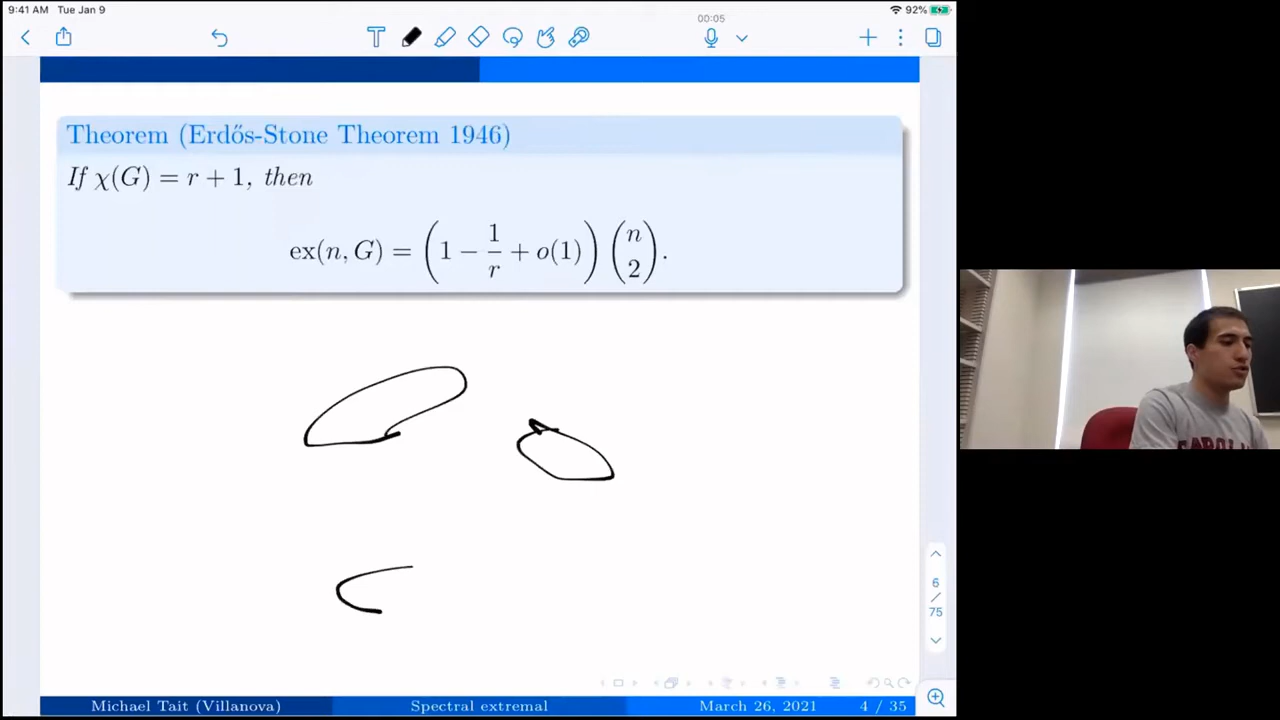 9:41 AM Tue Jan 9
92%
00:05
Theorem (Erdős-Stone Theorem 1946)
If χ(G) = r + 1, then
ex(n, G) = (1 − 1/r + o(1)) (n 2).
6
/
75
Michael Tait (Villanova) Spectral extremal March 26, 2021 4 / 35